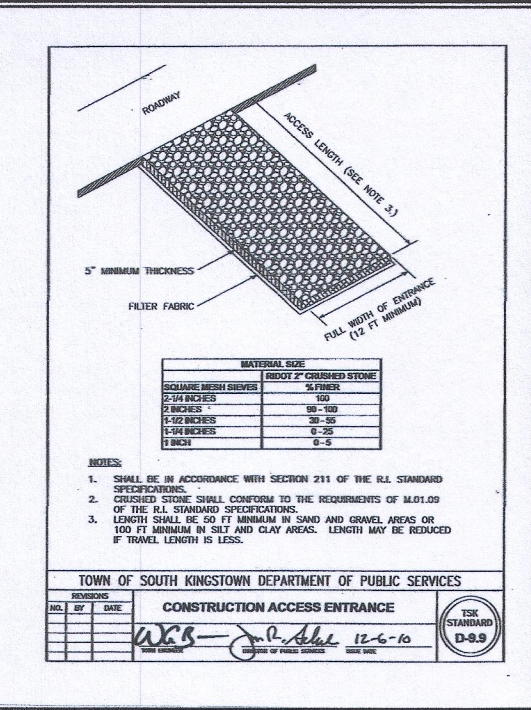 ROADWAY
ACCESS LENGTH (SEE NOTE 3.)
5" MINIMUM THICKNESS
FILTER FABRIC
FULL WIDTH OF ENTRANCE
(12 FT MINIMUM)
MATERIAL SIZE
RIDOT 2" CRUSHED STONE
SQUARE MESH SIEVES % FINER
2-1/4 INCHES 100
2 INCHES 90 - 100
1-1/2 INCHES 30 - 55
1-1/4 INCHES 0 - 25
1 INCH 0 - 5
NOTES:
1. SHALL BE IN ACCORDANCE WITH SECTION 211 OF THE R.I. STANDARD
SPECIFICATIONS.
2. CRUSHED STONE SHALL CONFORM TO THE REQUIRMENTS OF M.01.09
OF THE R.I. STANDARD SPECIFICATIONS.
3. LENGTH SHALL BE 50 FT MINIMUM IN SAND AND GRAVEL AREAS OR
100 FT MINIMUM IN SILT AND CLAY AREAS. LENGTH MAY BE REDUCED
IF TRAVEL LENGTH IS LESS.
TOWN OF SOUTH KINGSTOWN DEPARTMENT OF PUBLIC SERVICES
REVISIONS
NO. BY DATE
CONSTRUCTION ACCESS ENTRANCE
12-6-10
TOWN ENGINEER DIRECTOR OF PUBLIC SERVICES ISSUE DATE
TSK
STANDARD
D-9.9